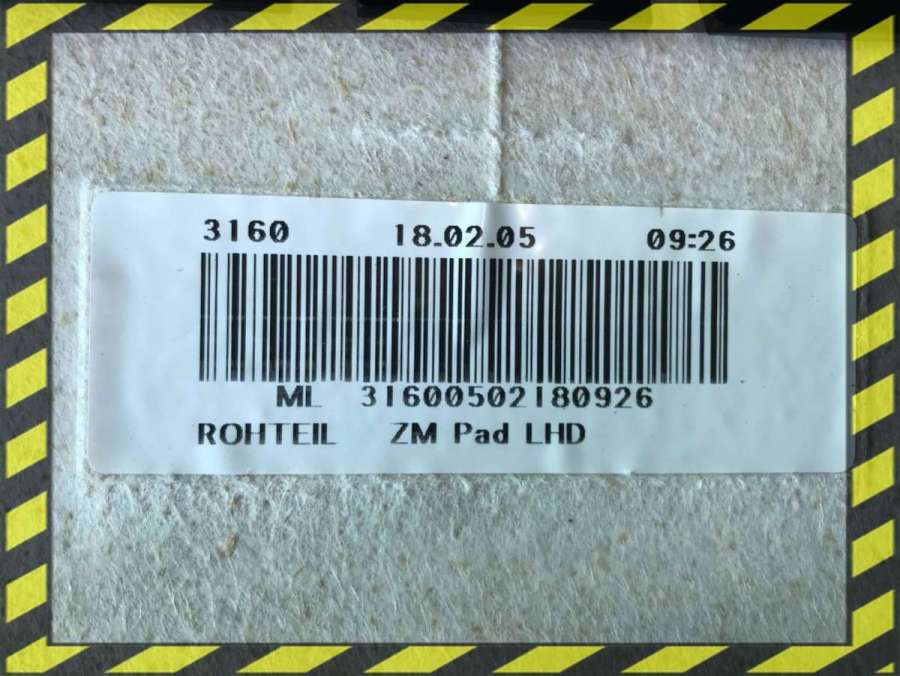 3160 18.02.05 09:26
ML 31600502180926
ROHTEIL ZM Pad LHD